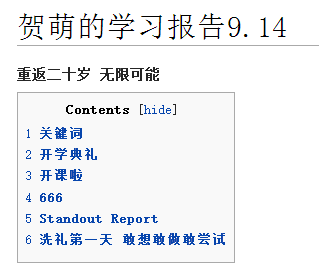 贺萌的学习报告9.14
重返二十岁 无限可能
Contents [hide]
1 关键词
2 开学典礼
3 开课啦
4 666
5 Standout Report
6 洗礼第一天 敢想敢做敢尝试